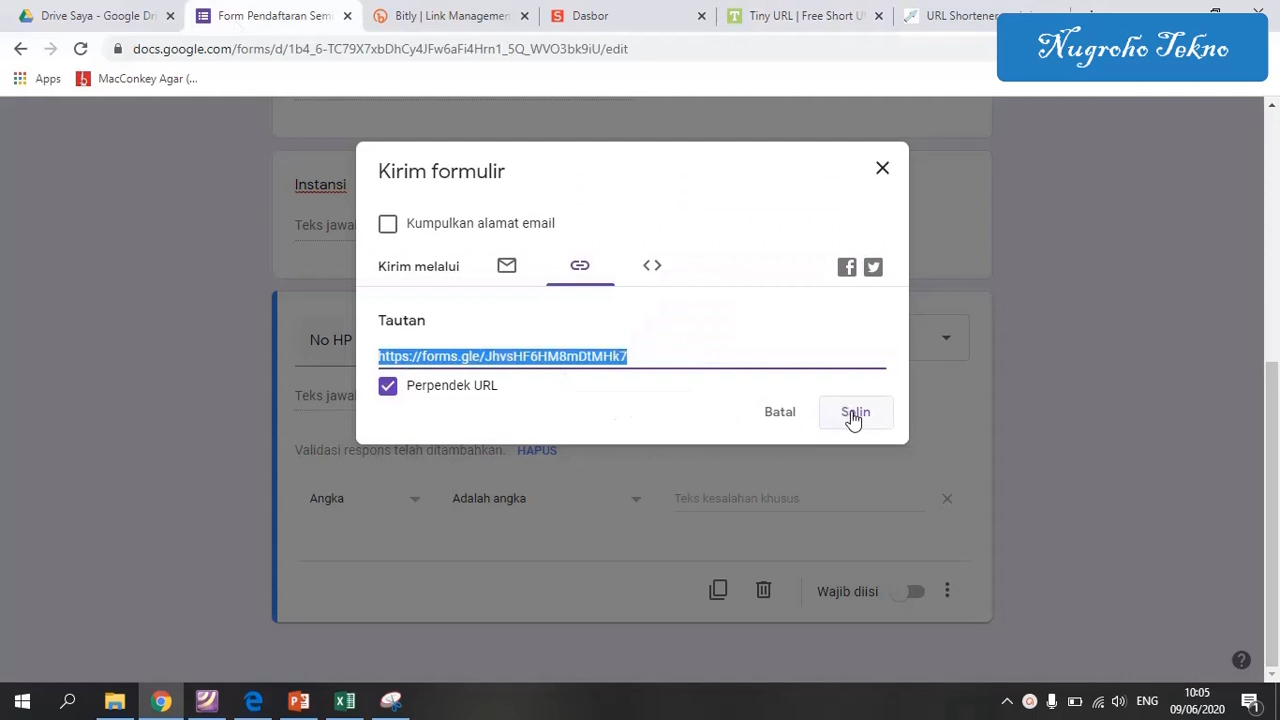 Drive Saya - Google Dri
Form Pendaftaran Sem
Bitly | Link Management
Dasbor
Tiny URL | Free Short U
URL Shortener
docs.google.com/forms/d/1b4_6-TC79X7xbDhCy4JFw6aFi4Hrn1_5Q_WVO3bk9iU/edit
Nugroho Tekno
Apps
MacConkey Agar (...
Kirim formulir
Instansi
Kumpulkan alamat email
Teks jawa
Kirim melalui
Tautan
No HP
https://forms.gle/JhvsHF6HM8mDtMHk7
Perpendek URL
Teks jawa
Batal
Salin
Validasi respons telah ditambahkan.
HAPUS
Angka
Adalah angka
Teks kesalahan khusus
Wajib diisi
ENG
10:05
09/06/2020
1